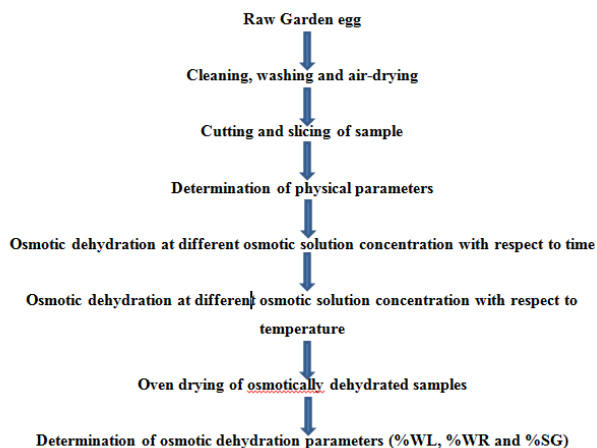 Raw Garden egg
Cleaning, washing and air-drying
Cutting and slicing of sample
Determination of physical parameters
Osmotic dehydration at different osmotic solution concentration with respect to time
Osmotic dehydration at different osmotic solution concentration with respect to
temperature
Oven drying of osmotically dehydrated samples
Determination of osmotic dehydration parameters (%WL, %WR and %SG)